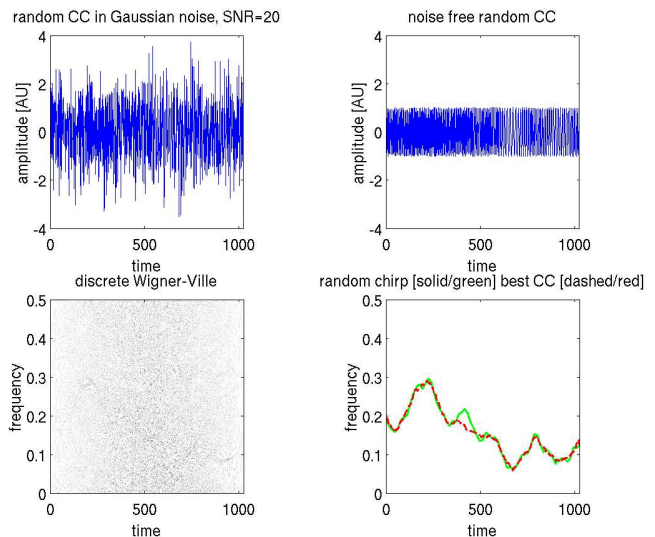 random CC in Gaussian noise, SNR=20
4
2
0
-2
-4
amplitude [AU]
0
500
1000
time
noise free random CC
4
2
0
-2
-4
amplitude [AU]
0
500
1000
time
discrete Wigner-Ville
0.5
0.4
0.3
0.2
0.1
0
frequency
0
500
1000
time
random chirp [solid/green] best CC [dashed/red]
0.5
0.4
0.3
0.2
0.1
0
frequency
0
500
1000
time